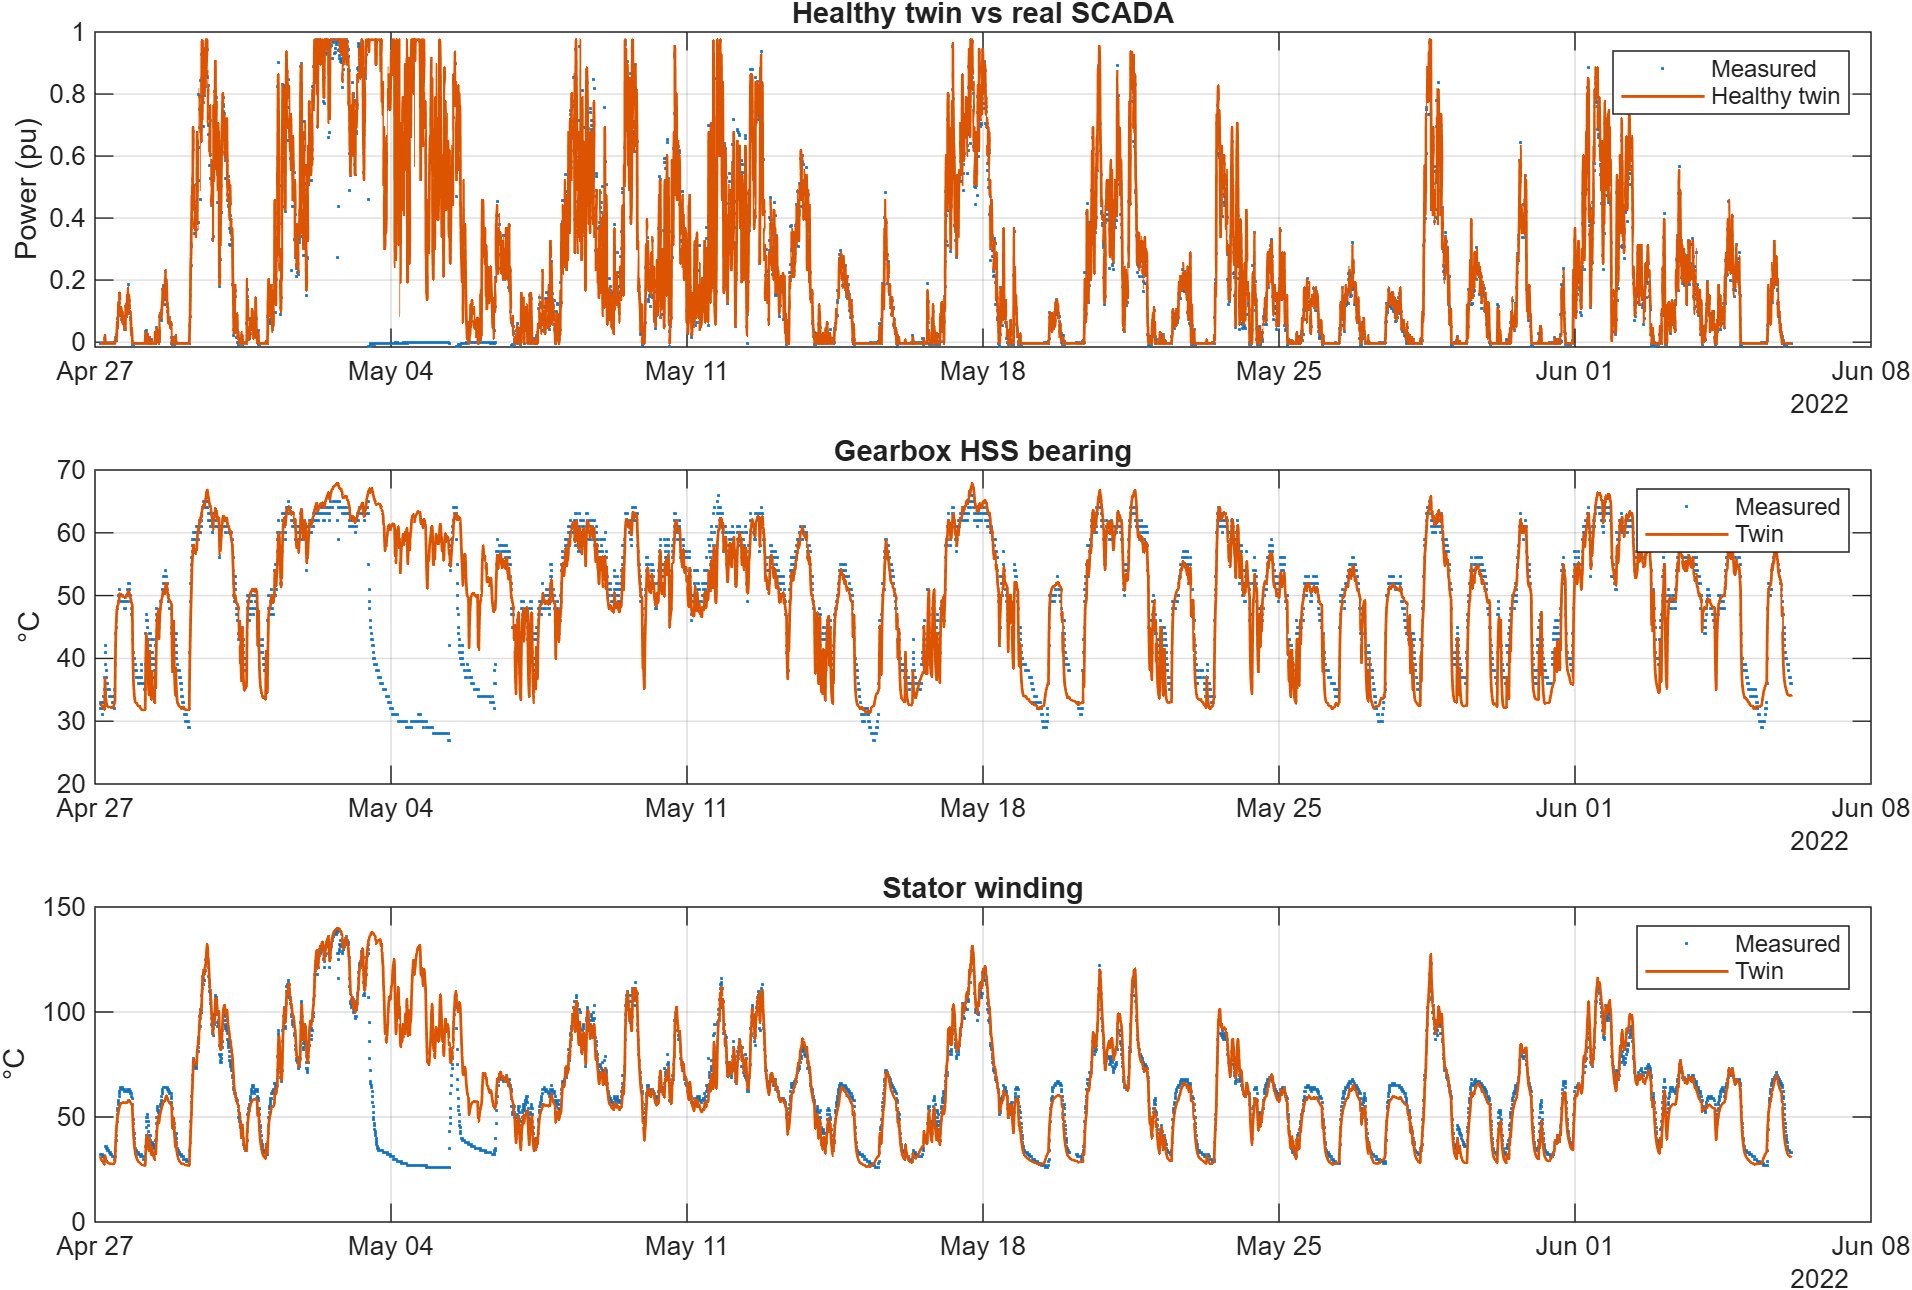 Healthy twin vs real SCADA
Power (pu)
1
0.8
0.6
0.4
0.2
0
Measured
Healthy twin
Apr 27 May 04 May 11 May 18 May 25 Jun 01 Jun 08
2022
Gearbox HSS bearing
°C
70
60
50
40
30
20
Measured
Twin
Apr 27 May 04 May 11 May 18 May 25 Jun 01 Jun 08
2022
Stator winding
°C
150
100
50
0
Measured
Twin
Apr 27 May 04 May 11 May 18 May 25 Jun 01 Jun 08
2022